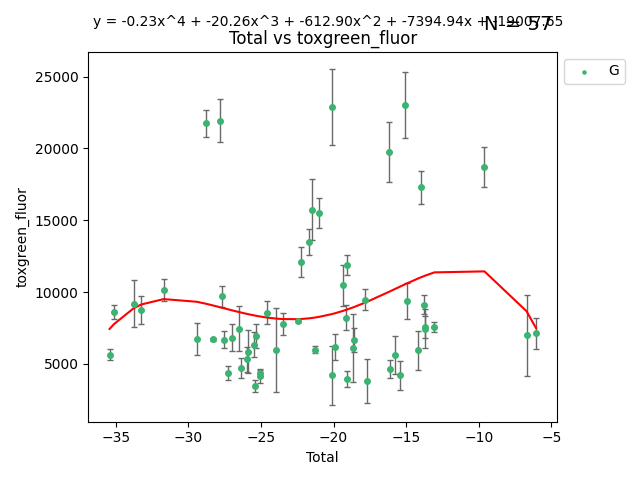 y = -0.23x^4 + -20.26x^3 + -612.90x^2 + -7394.94x +
N = 57
Total vs toxgreen_fluor
G
25000
20000
15000
10000
5000
toxgreen_fluor
−35 −30 −25 −20 −15 −10 −5
Total